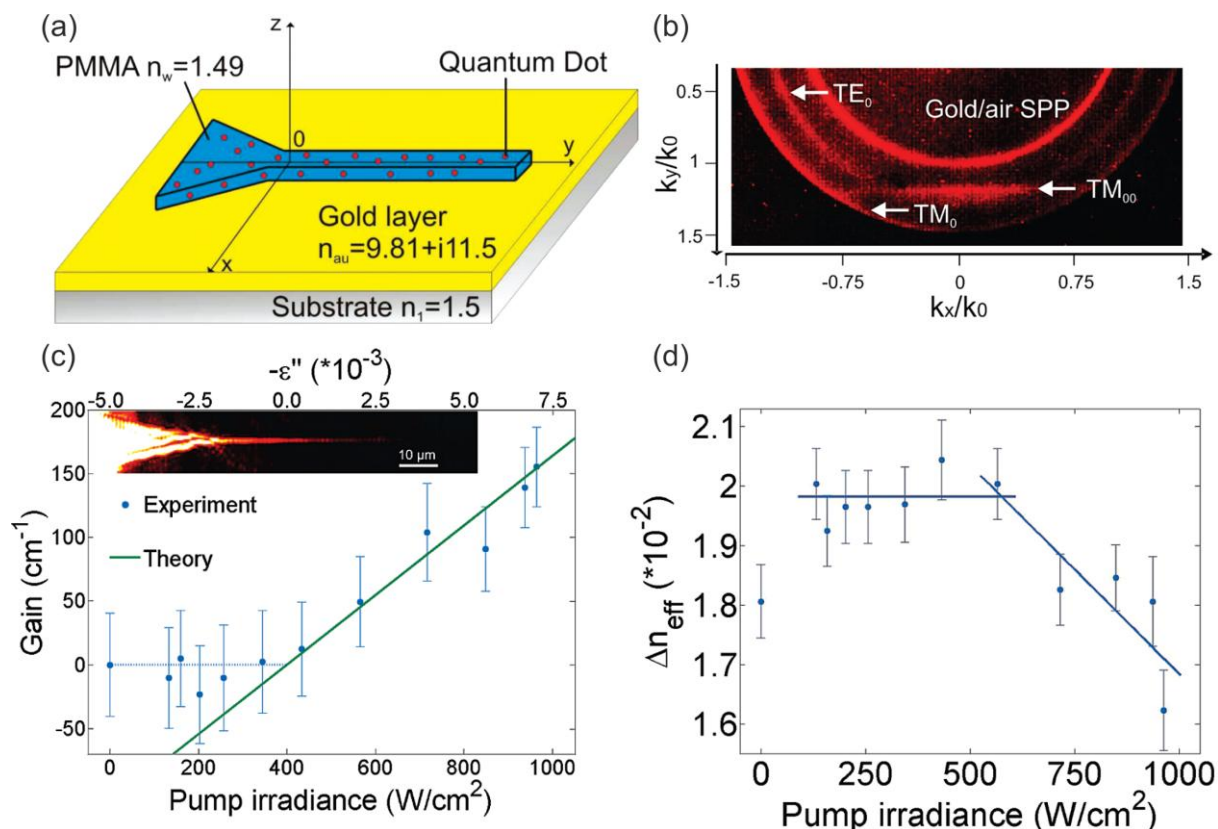 (a)
z
PMMA n_w=1.49
Quantum Dot
0
y
Gold layer
n_au=9.81+i11.5
x
Substrate n_1=1.5
(b)
0.5
TE_0
Gold/air SPP
k_y/k_0
1
TM_00
TM_0
1.5
-1.5 -0.75 0 0.75 1.5
k_x/k_0
(c)
-ε'' (*10^-3)
-5.0 -2.5 0.0 2.5 5.0 7.5
200
10 µm
150
Experiment
100
Theory
50
0
-50
Gain (cm^-1)
0 200 400 600 800 1000
Pump irradiance (W/cm^2)
(d)
2.1
2
1.9
1.8
1.7
1.6
Δn_eff (*10^-2)
0 250 500 750 1000
Pump irradiance (W/cm^2)